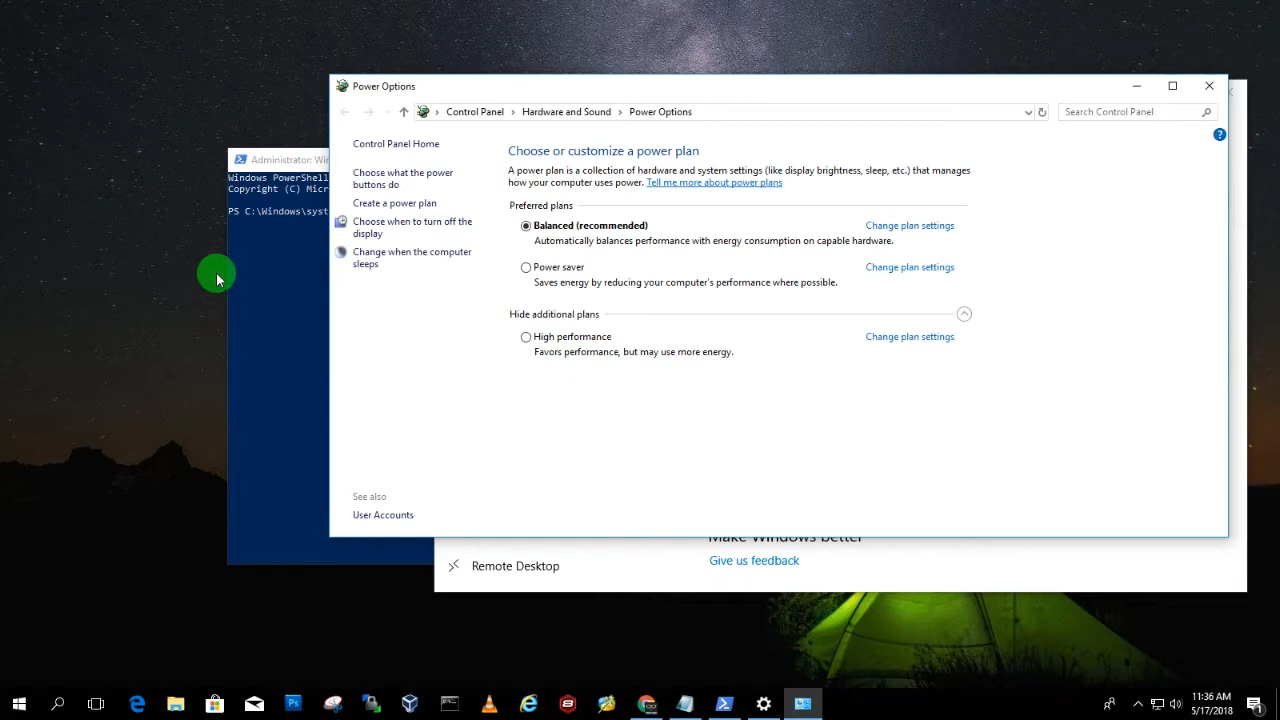 Power Options
Control Panel > Hardware and Sound > Power Options
Search Control Panel
Administrator: Wi
Windows PowerShell
Copyright (C) Micr
PS C:\Windows\syst
Control Panel Home
Choose what the power
buttons do
Create a power plan
Choose when to turn off the
display
Change when the computer
sleeps
See also
User Accounts
Choose or customize a power plan
A power plan is a collection of hardware and system settings (like display brightness, sleep, etc.) that manages
how your computer uses power. Tell me more about power plans
Preferred plans
Balanced (recommended) Change plan settings
Automatically balances performance with energy consumption on capable hardware.
Power saver Change plan settings
Saves energy by reducing your computer's performance where possible.
Hide additional plans
High performance Change plan settings
Favors performance, but may use more energy.
Make Windows better
Give us feedback
Remote Desktop
11:36 AM
5/17/2018